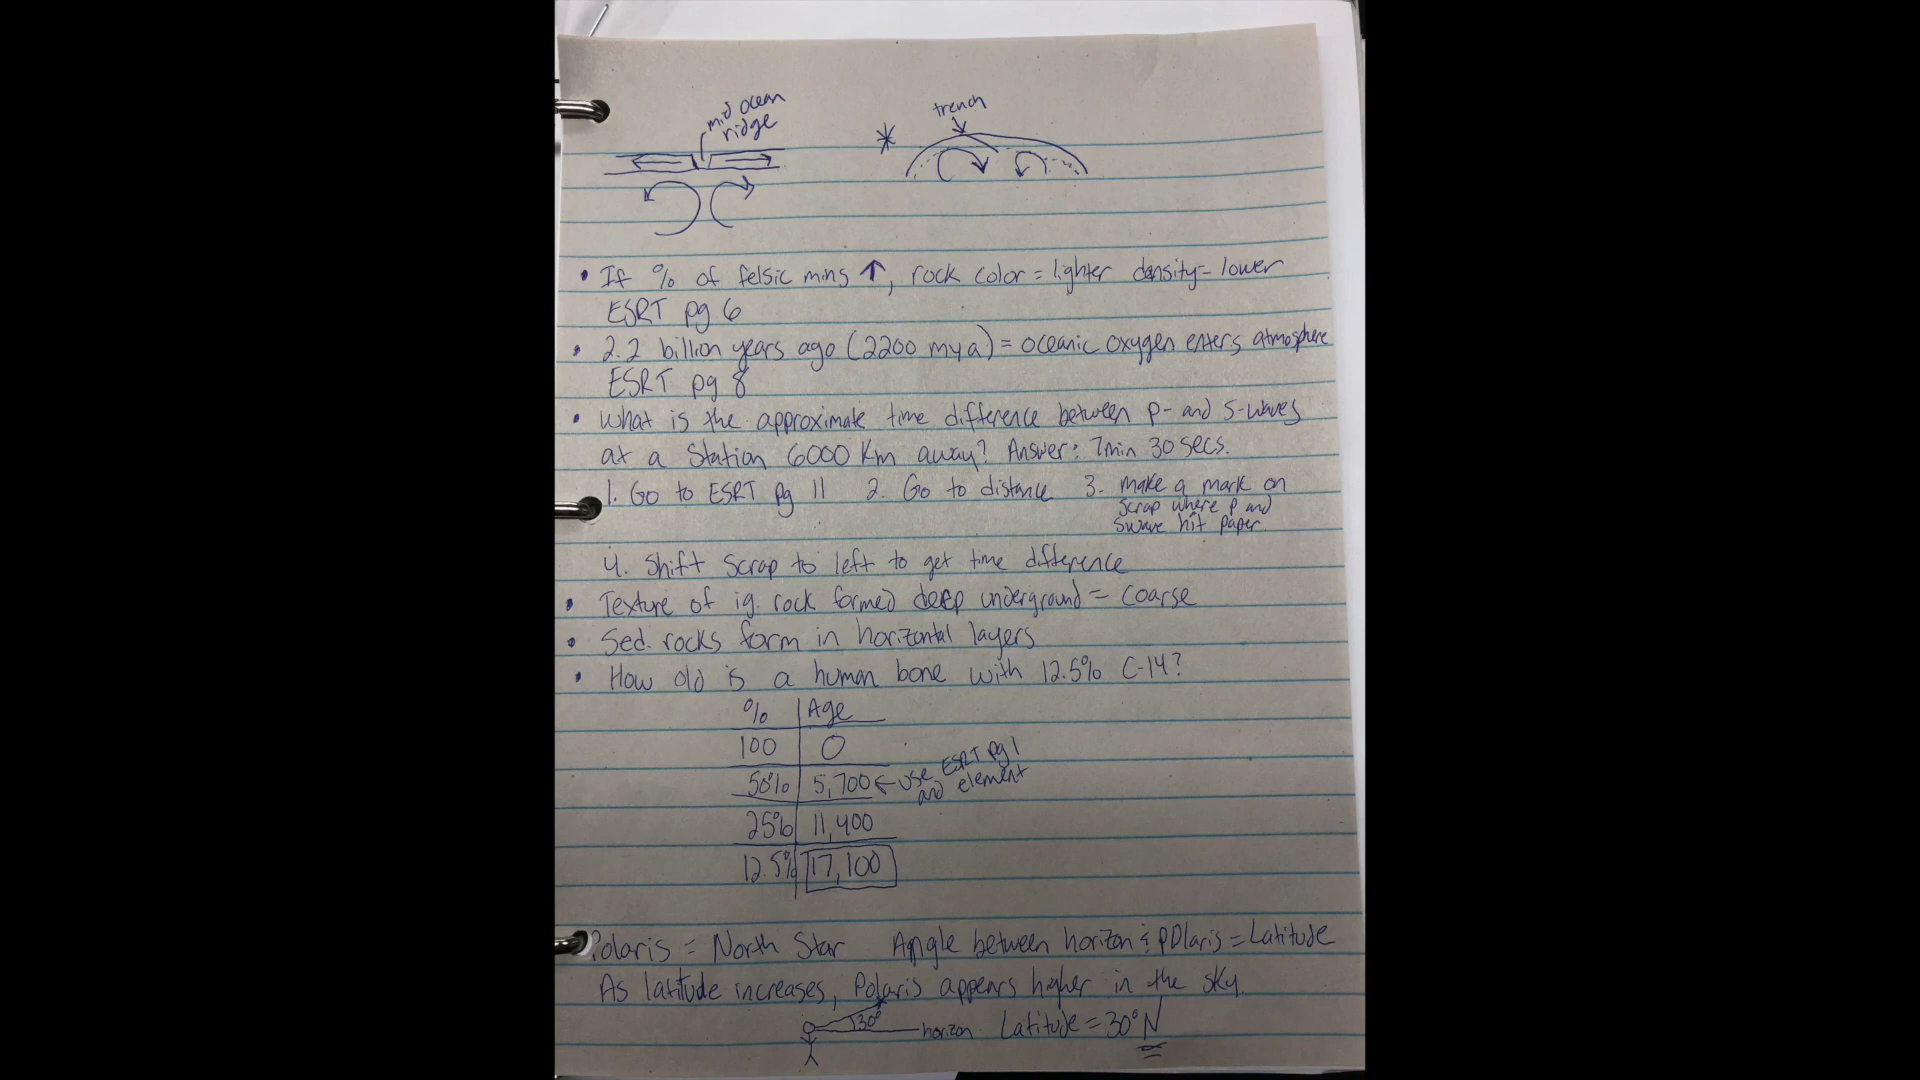 mid ocean
ridge
trench
*
• If % of felsic mins ↑, rock color = lighter density = lower
ESRT pg 6
• 2.2 billion years ago (2200 mya) = oceanic oxygen enters atmosphere
ESRT pg 8
• What is the approximate time difference between p- and s-waves
at a station 6000 km away? Answer: 7min 30 secs.
1. Go to ESRT pg 11 2. Go to distance 3. make a mark on
scrap where p and
swave hit paper
4. Shift scrap to left to get time difference
• Texture of ig. rock formed deep underground = coarse
• Sed. rocks form in horizontal layers
• How old is a human bone with 12.5% C-14?
% Age
100 0
50% 5,700 ← use ESRT pg 1
and element
25% 11,400
12.5% 17,100
Polaris = North Star Angle between horizon & polaris = Latitude
As latitude increases, Polaris appears higher in the sky
30°
horizon Latitude = 30° N